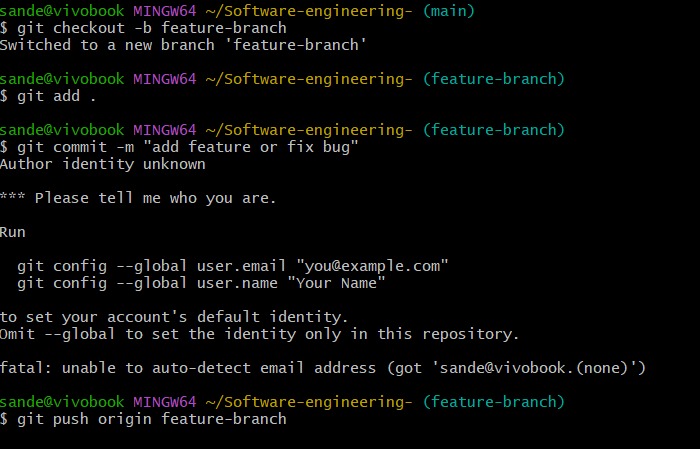 sande@vivobook MINGW64 ~/Software-engineering- (main)
$ git checkout -b feature-branch
Switched to a new branch 'feature-branch'
sande@vivobook MINGW64 ~/Software-engineering- (feature-branch)
$ git add .
sande@vivobook MINGW64 ~/Software-engineering- (feature-branch)
$ git commit -m "add feature or fix bug"
Author identity unknown
*** Please tell me who you are.
Run
git config --global user.email "you@example.com"
git config --global user.name "Your Name"
to set your account's default identity.
Omit --global to set the identity only in this repository.
fatal: unable to auto-detect email address (got 'sande@vivobook.(none)')
sande@vivobook MINGW64 ~/Software-engineering- (feature-branch)
$ git push origin feature-branch